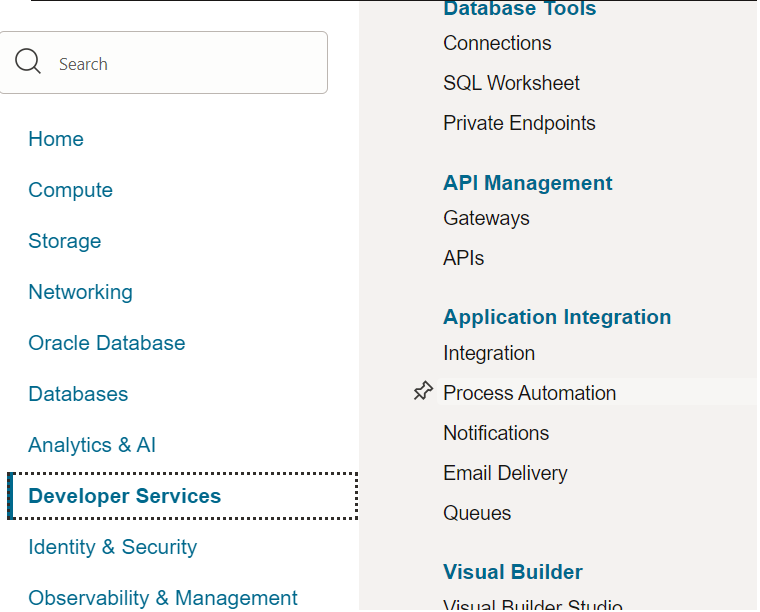 Search
Home
Compute
Storage
Networking
Oracle Database
Databases
Analytics & AI
Developer Services
Identity & Security
Observability & Management
Database Tools
Connections
SQL Worksheet
Private Endpoints
API Management
Gateways
APIs
Application Integration
Integration
Process Automation
Notifications
Email Delivery
Queues
Visual Builder
Visual Builder Studio